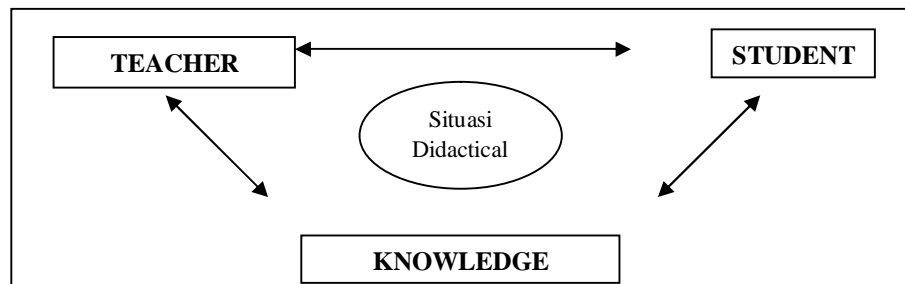 TEACHER
STUDENT
Situasi
Didactical
KNOWLEDGE